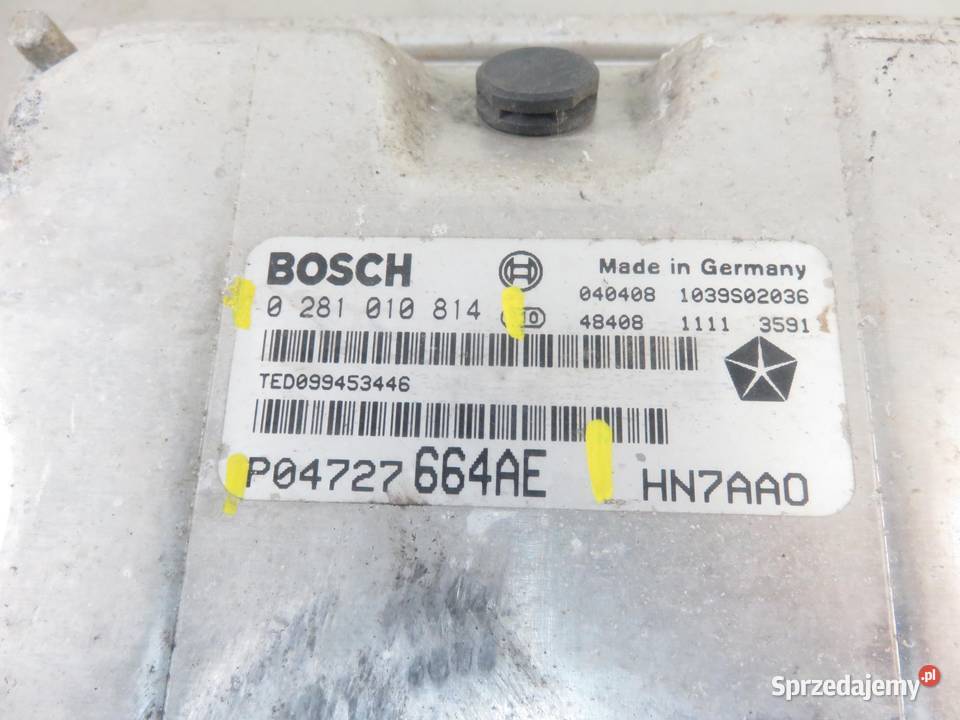 BOSCH
Made in Germany
0 281 010 814
040408 1039S02036
48408 1111 3591
TED099453446
P04727 664AE HN7AA0
Sprzedajemy.pl